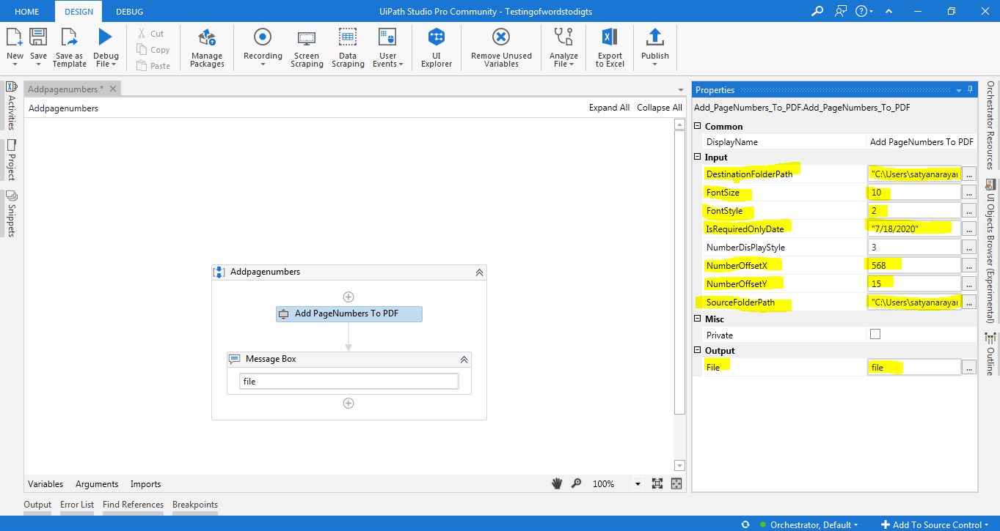 HOME DESIGN DEBUG UiPath Studio Pro Community - Testingofwordstodigts
New Save Save as Template Debug File Cut Copy Paste Manage Packages Recording Screen Scraping Data Scraping User Events UI Explorer Remove Unused Variables Analyze File Export to Excel Publish
Activities
Project
Snippets
Addpagenumbers *
Addpagenumbers Expand All Collapse All
Addpagenumbers
Add PageNumbers To PDF
Message Box
file
Variables Arguments Imports 100%
Output Error List Find References Breakpoints
Properties
Add_PageNumbers_To_PDF.Add_PageNumbers_To_PDF
Common
DisplayName Add PageNumbers To PDF
Input
DestinationFolderPath "C:\Users\satyanarayan ...
FontSize 10 ...
FontStyle 2 ...
IsRequiredOnlyDate "7/18/2020" ...
NumberDisPlayStyle 3 ...
NumberOffsetX 568 ...
NumberOffsetY 15 ...
SourceFolderPath "C:\Users\satyanarayan ...
Misc
Private
Output
File file ...
Orchestrator Resources
UI Objects Browser (Experimental)
Outline
Orchestrator, Default Add To Source Control